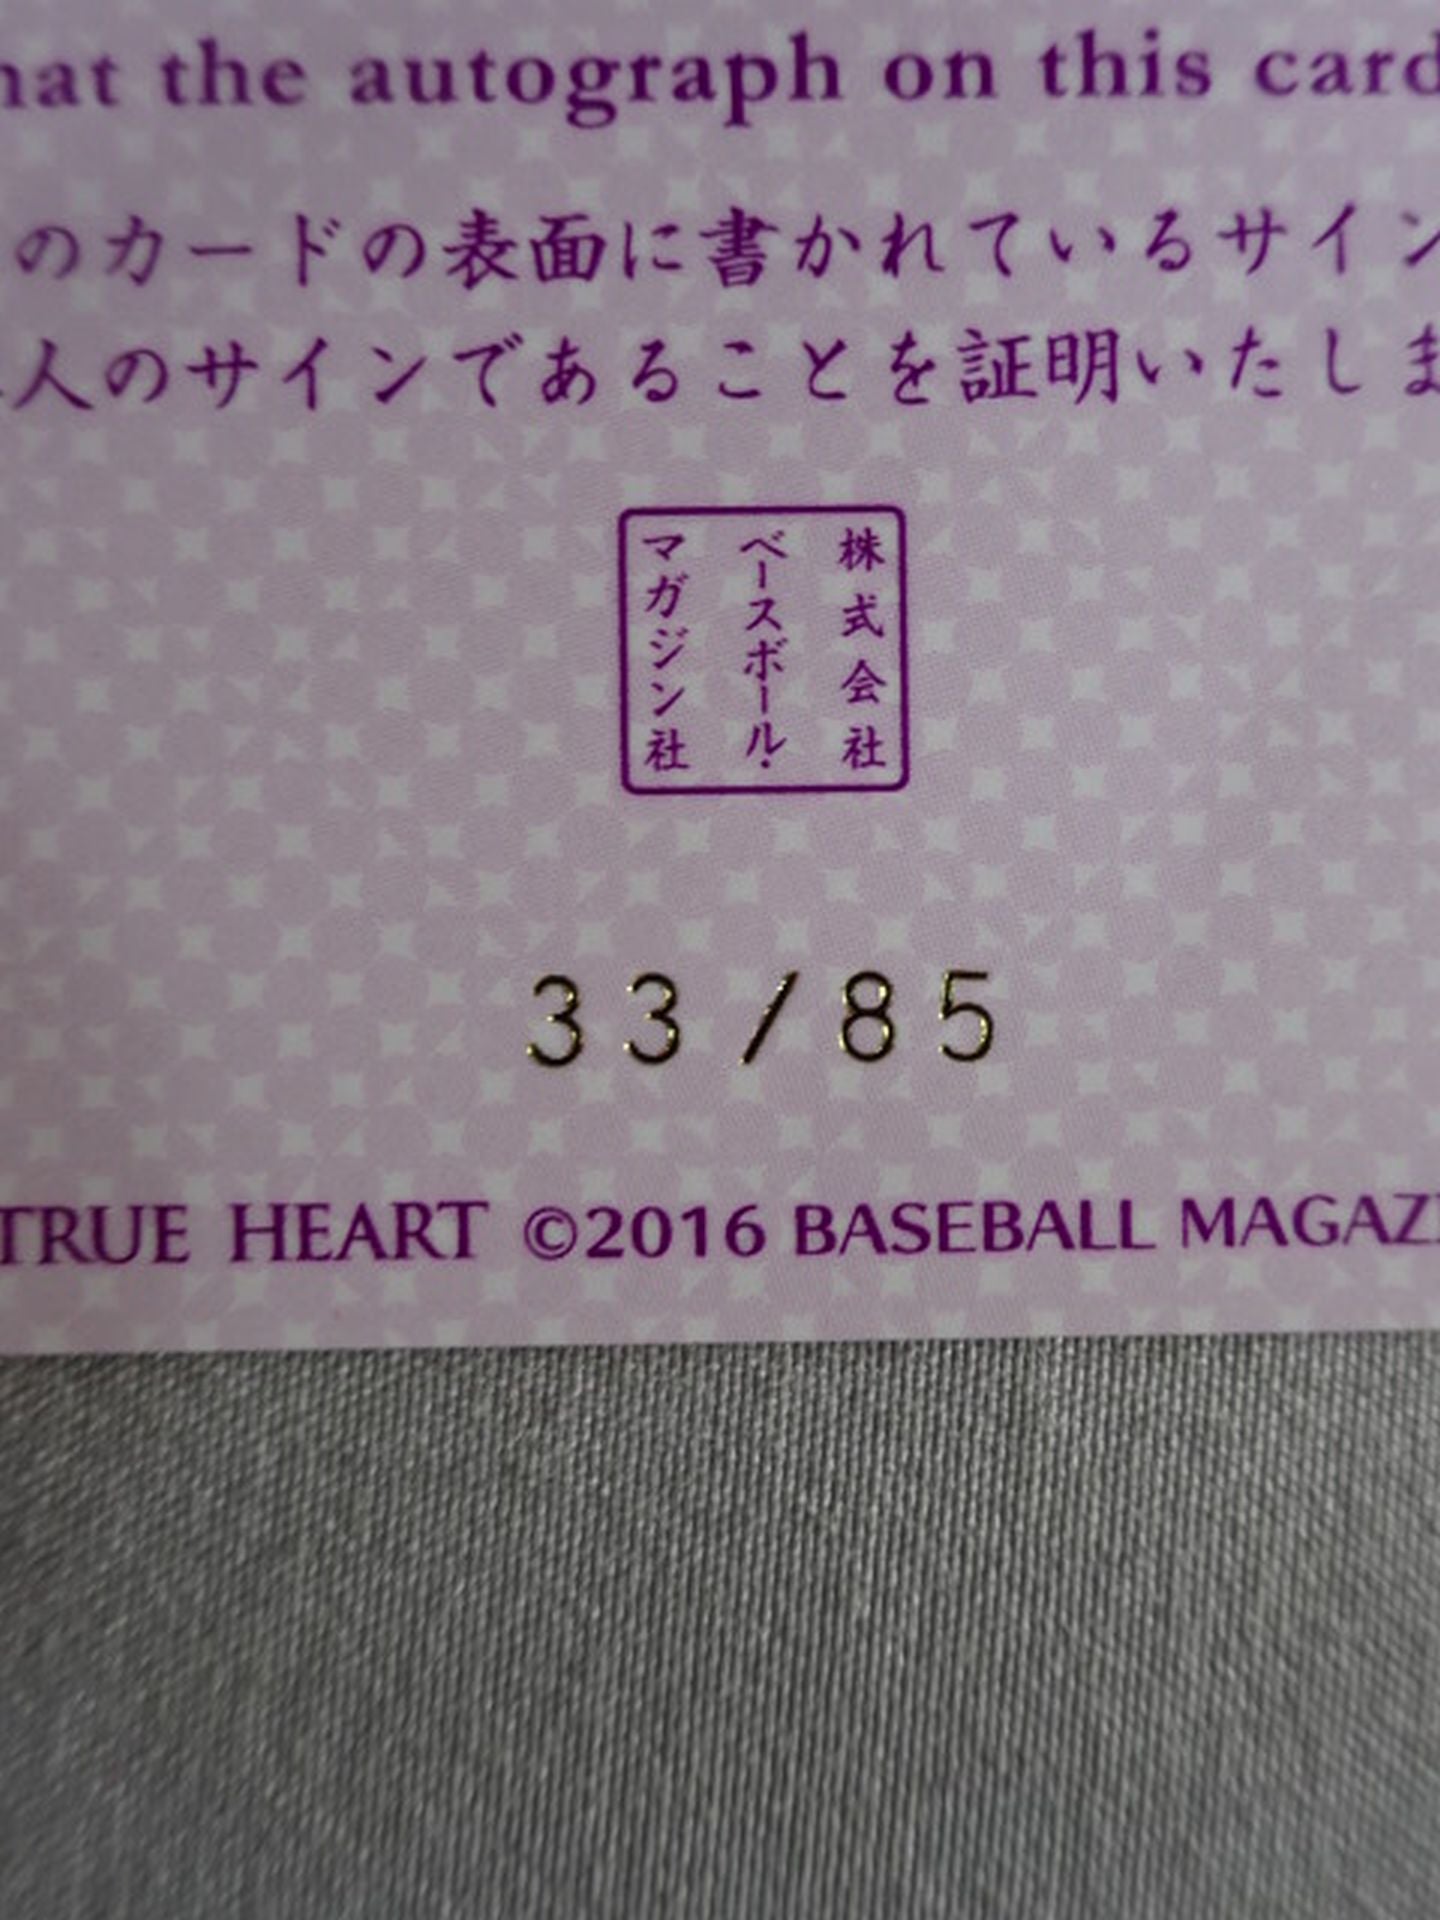 hat the autograph on this card
のカードの表面に書かれているサイン
人のサインであることを証明いたしま
株式会社
ベースボール・
マガジン社
33/85
TRUE HEART ©2016 BASEBALL MAGAZI